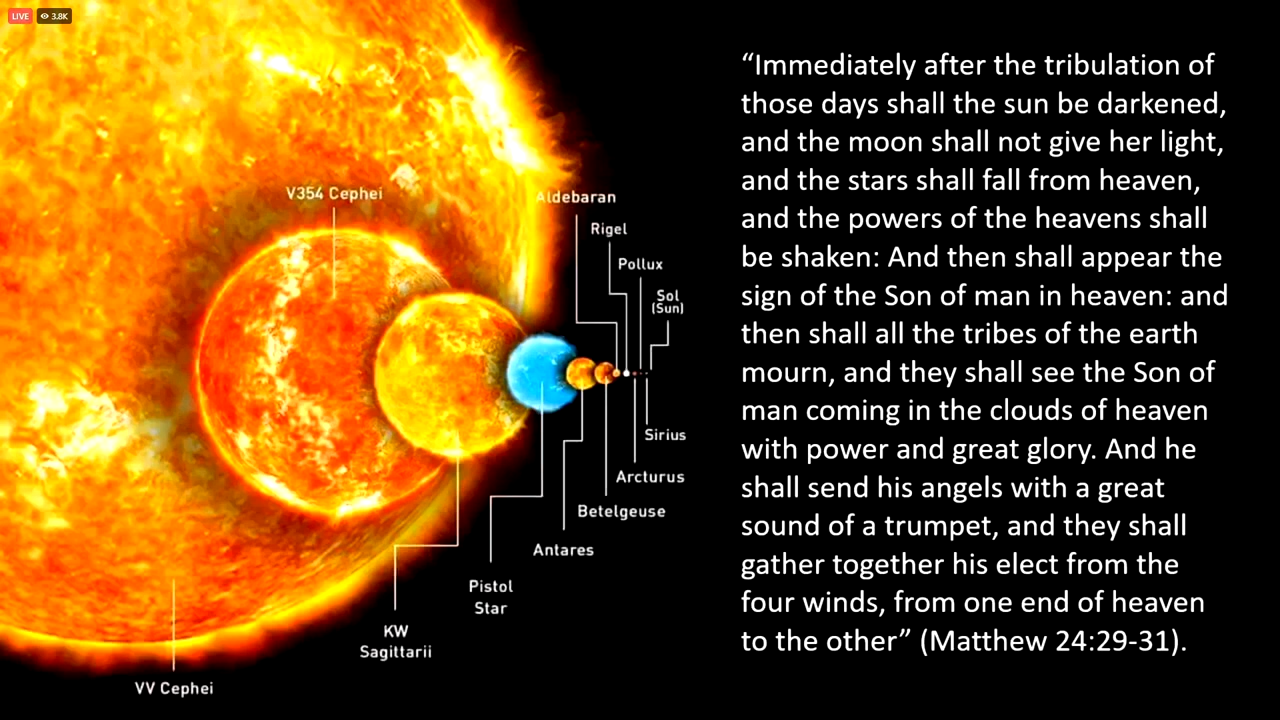 LIVE 3.8K
V354 Cephei
Aldebaran
Rigel
Pollux
Sol
(Sun)
Sirius
Arcturus
Betelgeuse
Antares
Pistol
Star
KW
Sagittarii
VV Cephei
“Immediately after the tribulation of
those days shall the sun be darkened,
and the moon shall not give her light,
and the stars shall fall from heaven,
and the powers of the heavens shall
be shaken: And then shall appear the
sign of the Son of man in heaven: and
then shall all the tribes of the earth
mourn, and they shall see the Son of
man coming in the clouds of heaven
with power and great glory. And he
shall send his angels with a great
sound of a trumpet, and they shall
gather together his elect from the
four winds, from one end of heaven
to the other” (Matthew 24:29-31).